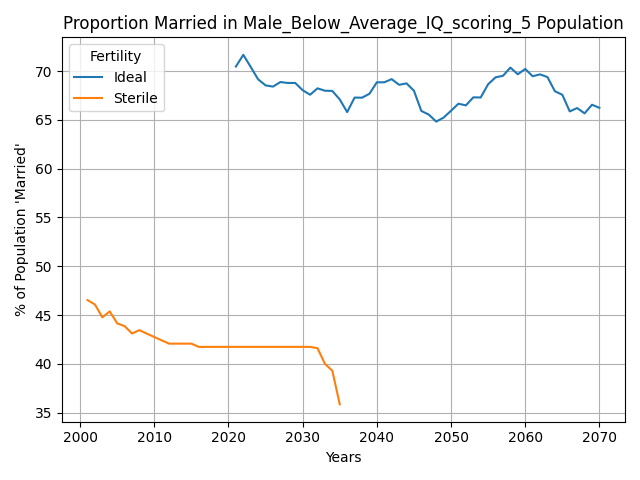 Proportion Married in Male_Below_Average_IQ_scoring_5 Population
Fertility
Ideal
Sterile
% of Population 'Married'
70
65
60
55
50
45
40
35
2000
2010
2020
2030
2040
2050
2060
2070
Years